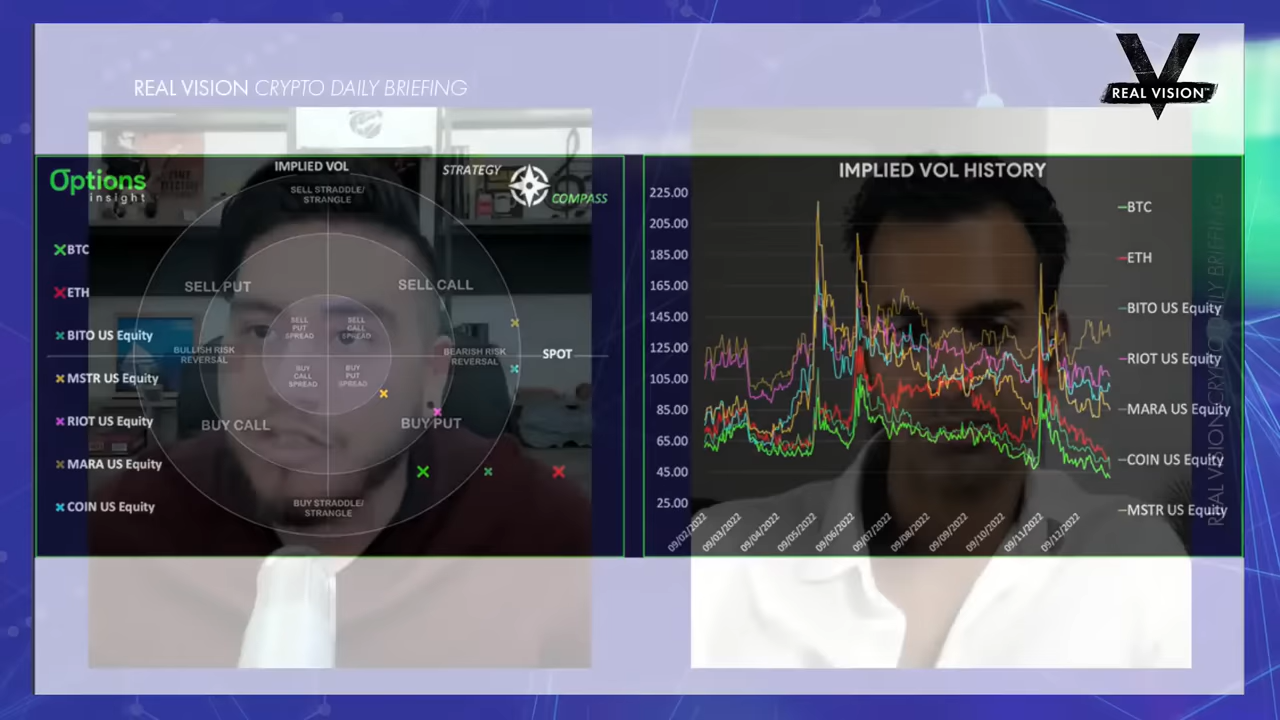 REAL VISION CRYPTO DAILY BRIEFING
REAL VISION™
Options
insight
IMPLIED VOL
STRATEGY
COMPASS
SELL STRADDLE/
STRANGLE
BTC
ETH
BITO US Equity
MSTR US Equity
RIOT US Equity
MARA US Equity
COIN US Equity
SELL PUT
SELL CALL
SELL
PUT
SPREAD
SELL
CALL
SPREAD
BULLISH RISK
REVERSAL
BEARISH RISK
REVERSAL
SPOT
BUY
CALL
SPREAD
BUY
PUT
SPREAD
BUY CALL
BUY PUT
BUY STRADDLE/
STRANGLE
IMPLIED VOL HISTORY
225.00
205.00
185.00
165.00
145.00
125.00
105.00
85.00
65.00
45.00
25.00
09/02/2022
09/03/2022
09/04/2022
09/05/2022
09/06/2022
09/07/2022
09/08/2022
09/09/2022
09/10/2022
09/11/2022
09/12/2022
BTC
ETH
BITO US Equity
RIOT US Equity
MARA US Equity
COIN US Equity
MSTR US Equity
REAL VISION CRYPTO DAILY BRIEFING